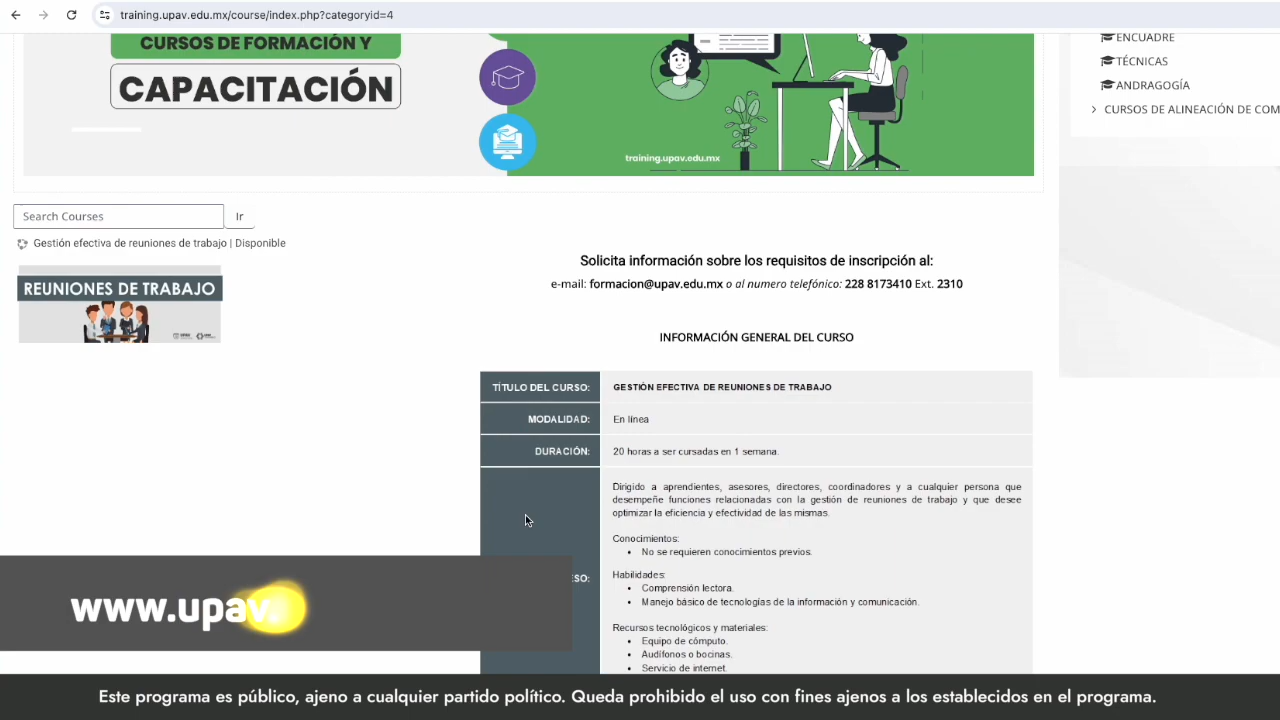 training.upav.edu.mx/course/index.php?categoryid=4
CURSOS DE FORMACIÓN Y
CAPACITACIÓN
training.upav.edu.mx
ENCUADRE
TÉCNICAS
ANDRAGOGÍA
CURSOS DE ALINEACIÓN DE COM
Search Courses
Ir
Gestión efectiva de reuniones de trabajo | Disponible
REUNIONES DE TRABAJO
Solicita información sobre los requisitos de inscripción al:
e-mail: formacion@upav.edu.mx o al numero telefónico: 228 8173410 Ext. 2310
INFORMACIÓN GENERAL DEL CURSO
TÍTULO DEL CURSO: GESTIÓN EFECTIVA DE REUNIONES DE TRABAJO
MODALIDAD: En línea
DURACIÓN: 20 horas a ser cursadas en 1 semana.
Dirigido a aprendientes, asesores, directores, coordinadores y a cualquier persona que
desempeñe funciones relacionadas con la gestión de reuniones de trabajo y que desee
optimizar la eficiencia y efectividad de las mismas.
Conocimientos:
• No se requieren conocimientos previos.
ESO:
Habilidades:
• Comprensión lectora.
• Manejo básico de tecnologías de la información y comunicación.
Recursos tecnológicos y materiales:
• Equipo de cómputo.
• Audífonos o bocinas.
• Servicio de internet.
www.upav.
Este programa es público, ajeno a cualquier partido político. Queda prohibido el uso con fines ajenos a los establecidos en el programa.